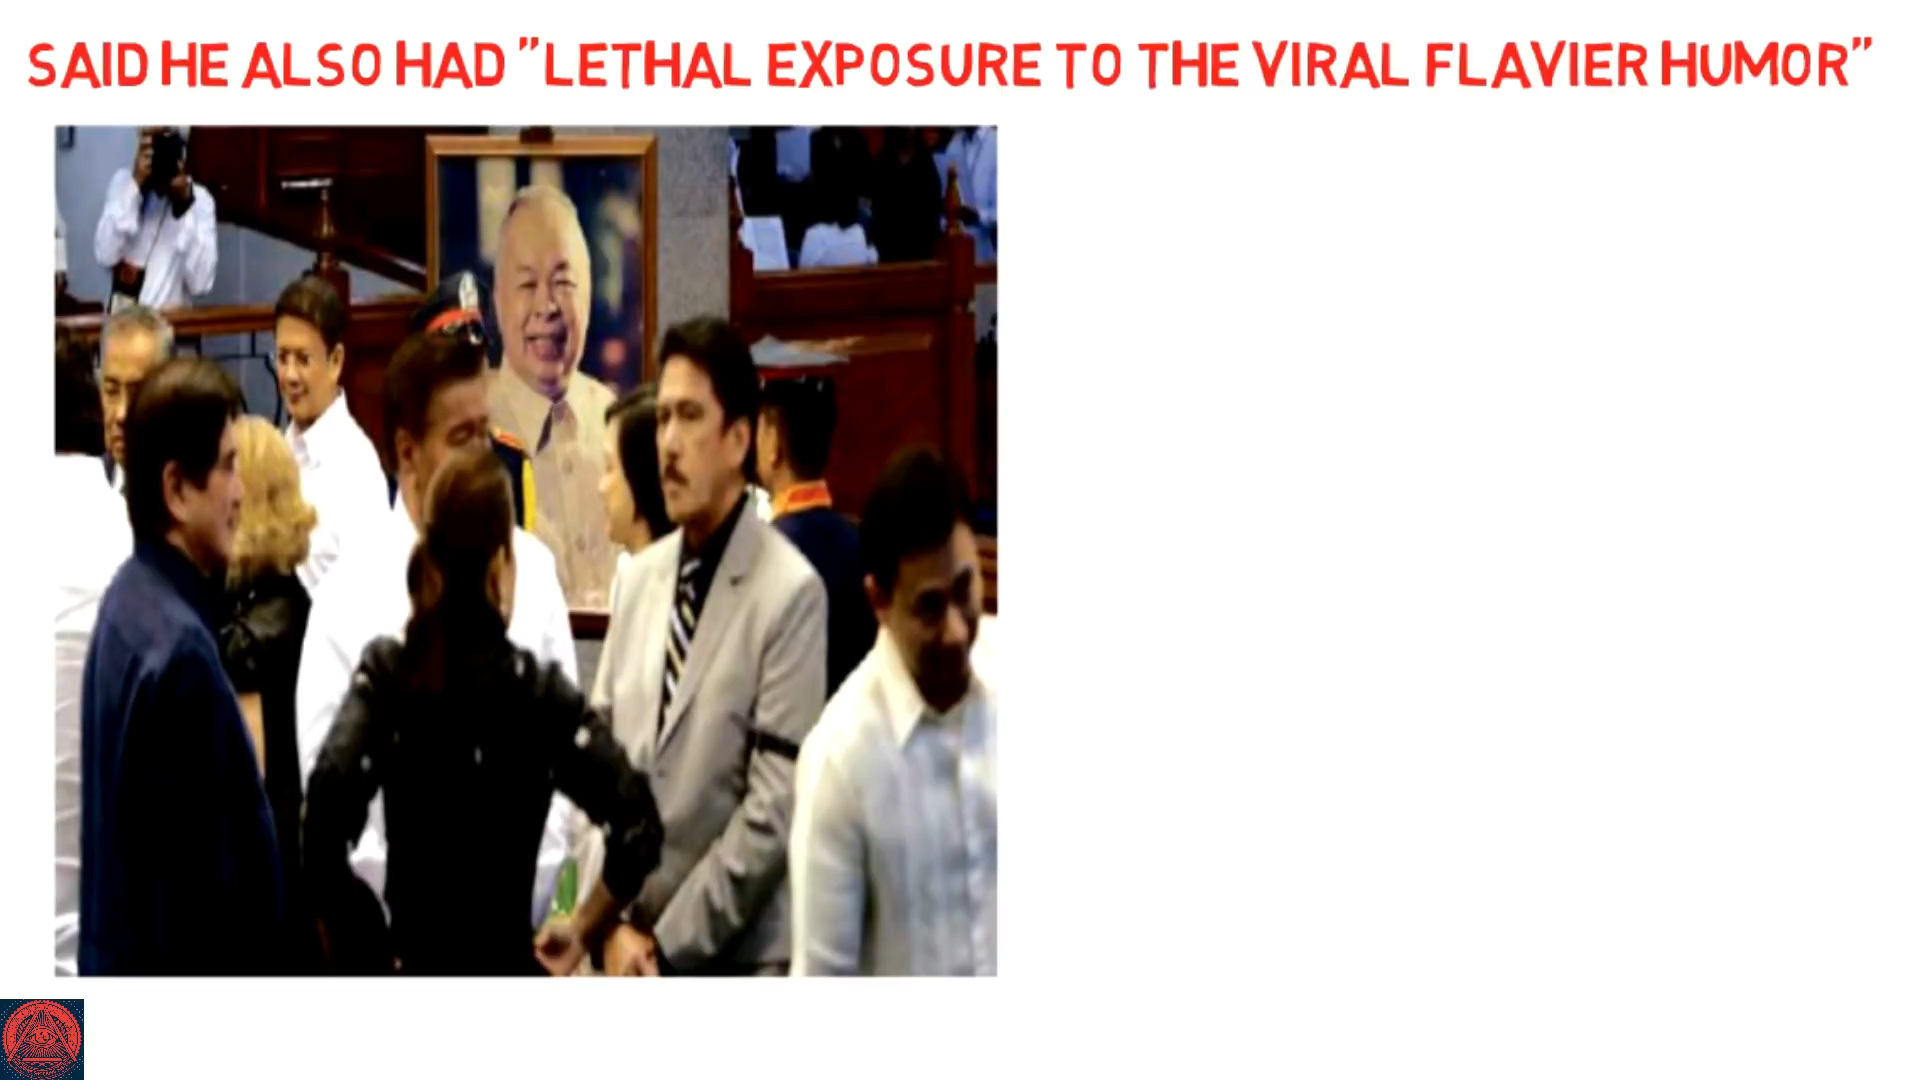 SAID HE ALSO HAD "LETHAL EXPOSURE TO THE VIRAL FLAVIER HUMOR"